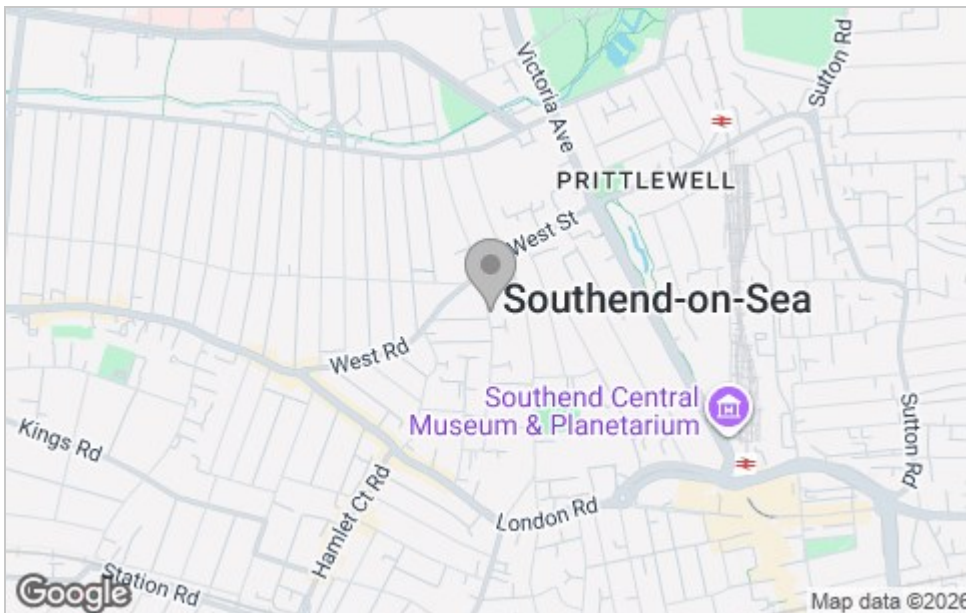 Victoria Ave
Sutton Rd
PRITTLEWELL
West St
Southend-on-Sea
West Rd
Southend Central
Museum & Planetarium
Sutton Rd
Kings Rd
Hamlet Ct Rd
London Rd
Station Rd
Google
Map data ©2026